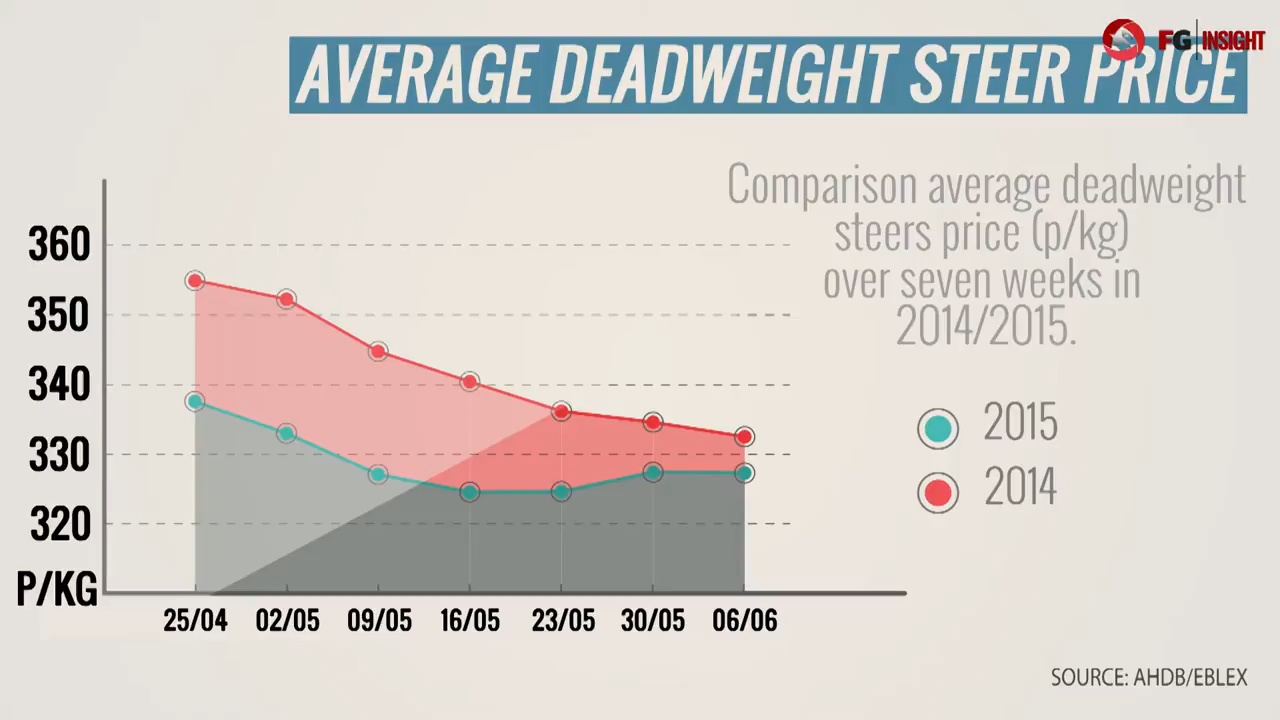 FG INSIGHT
AVERAGE DEADWEIGHT STEER PRICE
Comparison average deadweight
steers price (p/kg)
over seven weeks in
2014/2015.
360
350
340
330
320
P/KG
25/04 02/05 09/05 16/05 23/05 30/05 06/06
2015
2014
SOURCE: AHDB/EBLEX